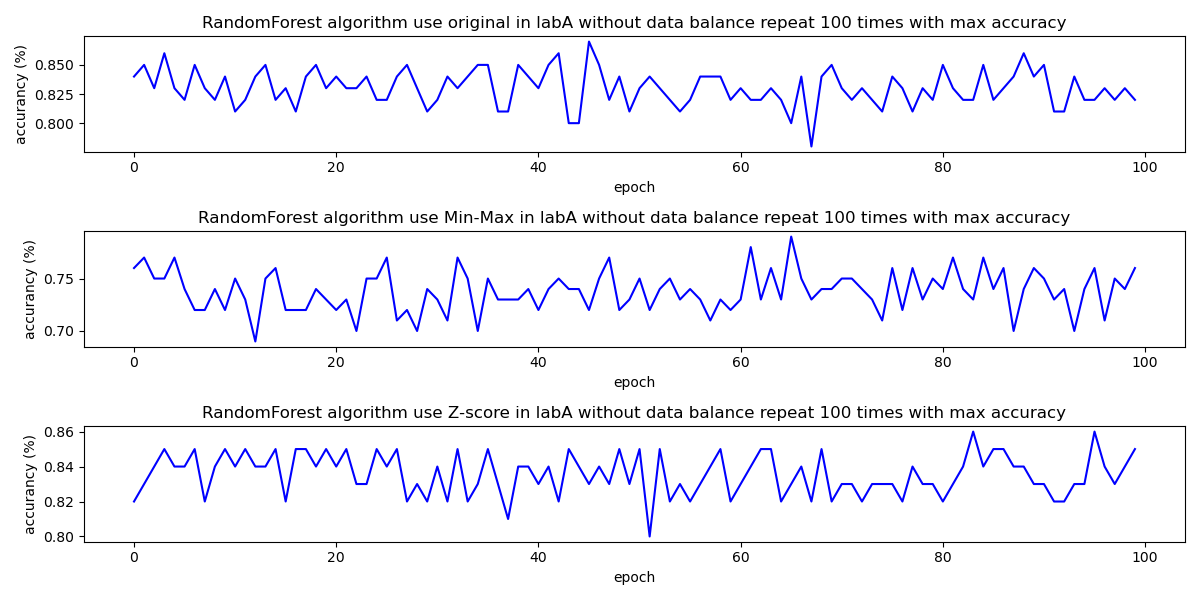 RandomForest algorithm use original in labA without data balance repeat 100 times with max accuracy
accurancy (%)
0.850
0.825
0.800
0 20 40 60 80 100
epoch
RandomForest algorithm use Min-Max in labA without data balance repeat 100 times with max accuracy
accurancy (%)
0.75
0.70
0 20 40 60 80 100
epoch
RandomForest algorithm use Z-score in labA without data balance repeat 100 times with max accuracy
accurancy (%)
0.86
0.84
0.82
0.80
0 20 40 60 80 100
epoch